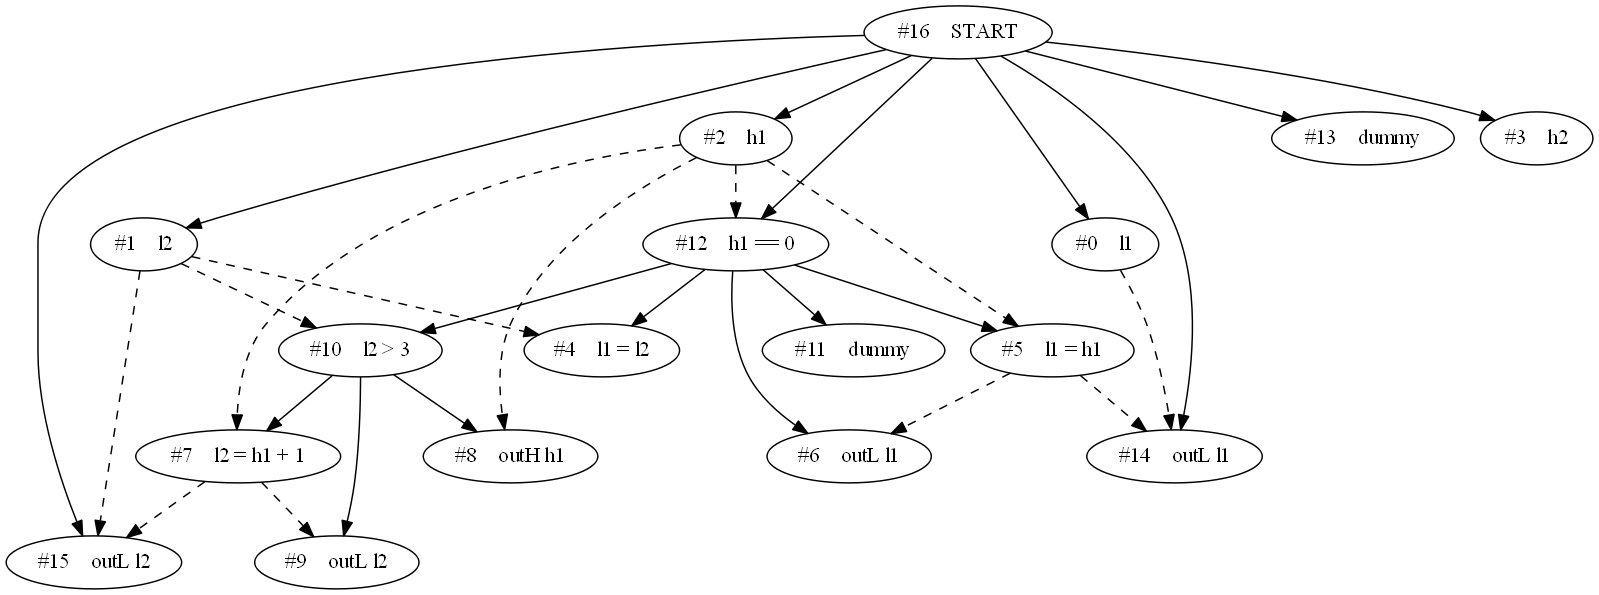 #16 START
#2 h1
#13 dummy
#3 h2
#1 l2
#12 h1 == 0
#0 l1
#10 l2 > 3
#4 l1 = l2
#11 dummy
#5 l1 = h1
#7 l2 = h1 + 1
#8 outH h1
#6 outL l1
#14 outL l1
#15 outL l2
#9 outL l2